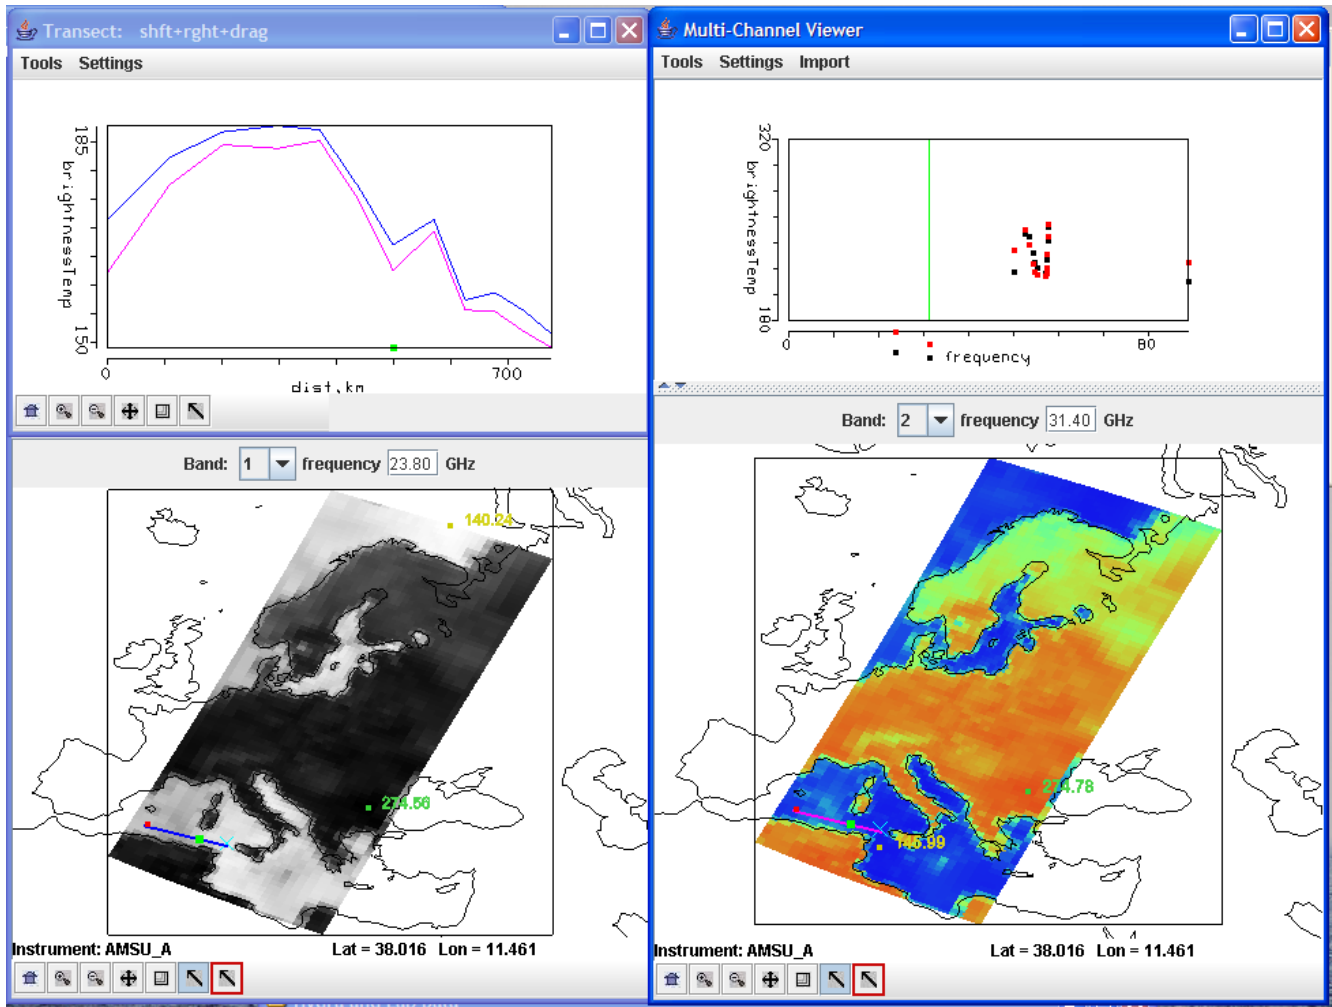 Transect: shft+rght+drag
Tools Settings
185
brightnessTemp
150
0
700
dist,km
Band: 1 frequency 23.80 GHz
140.24
274.56
Instrument: AMSU_A
Lat = 38.016 Lon = 11.461
Multi-Channel Viewer
Tools Settings Import
320
brightnessTemp
180
0
80
frequency
Band: 2 frequency 31.40 GHz
274.78
146.99
Instrument: AMSU_A
Lat = 38.016 Lon = 11.461